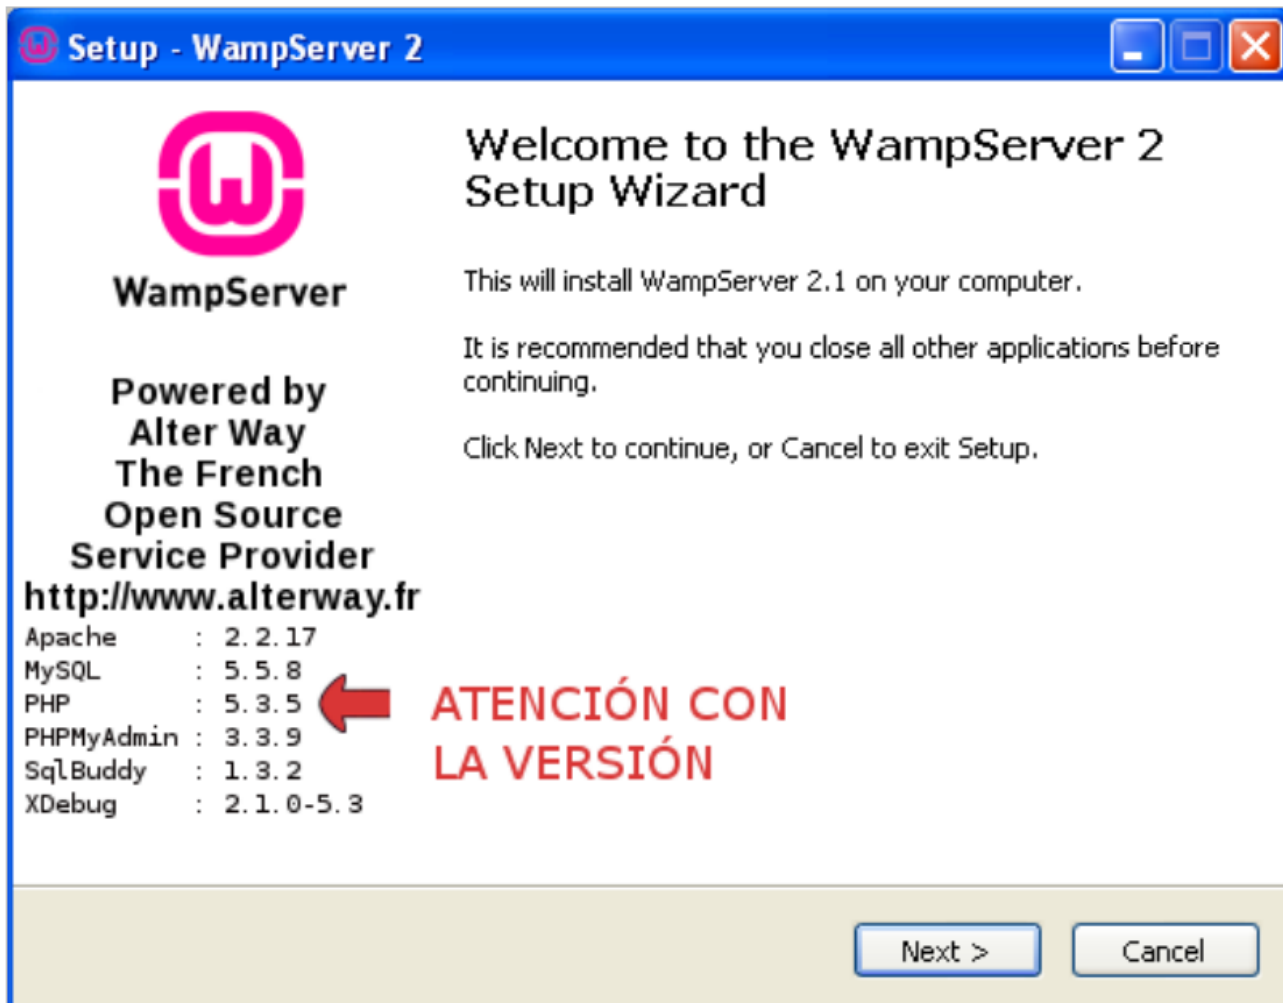 Setup - WampServer 2
Welcome to the WampServer 2
Setup Wizard
This will install WampServer 2.1 on your computer.
It is recommended that you close all other applications before
continuing.
Click Next to continue, or Cancel to exit Setup.
WampServer
Powered by
Alter Way
The French
Open Source
Service Provider
http://www.alterway.fr
Apache : 2.2.17
MySQL : 5.5.8
PHP : 5.3.5
PHPMyAdmin : 3.3.9
SqlBuddy : 1.3.2
XDebug : 2.1.0-5.3
ATENCIÓN CON
LA VERSIÓN
Next >
Cancel